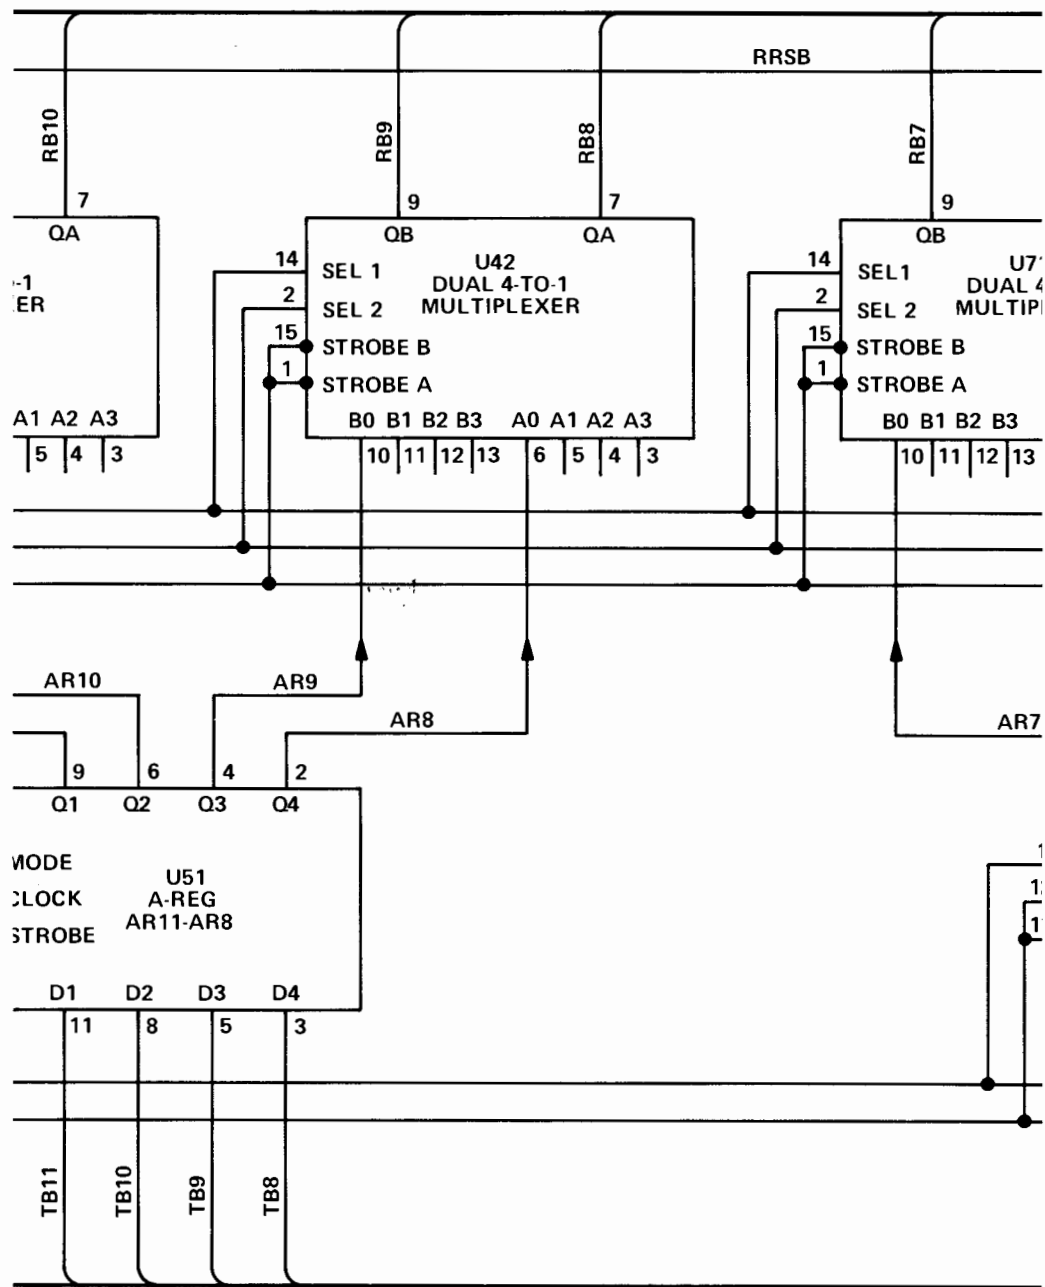 RRSB
RB10
RB9
RB8
RB7
7
9
7
9
QA
QB
QA
QB
-1
ER
14
SEL 1
2
SEL 2
15
STROBE B
1
STROBE A
U42
DUAL 4-TO-1
MULTIPLEXER
14
SEL1
2
SEL 2
15
STROBE B
1
STROBE A
DUAL 4
A1 A2 A3
5 4 3
B0 B1 B2 B3 A0 A1 A2 A3
10 11 12 13 6 5 4 3
B0 B1 B2 B3
10 11 12 13
AR10
AR9
AR8
AR7
9 6 4 2
Q1 Q2 Q3 Q4
MODE
CLOCK
STROBE
U51
A-REG
AR11-AR8
D1 D2 D3 D4
11 8 5 3
TB11
TB10
TB9
TB8